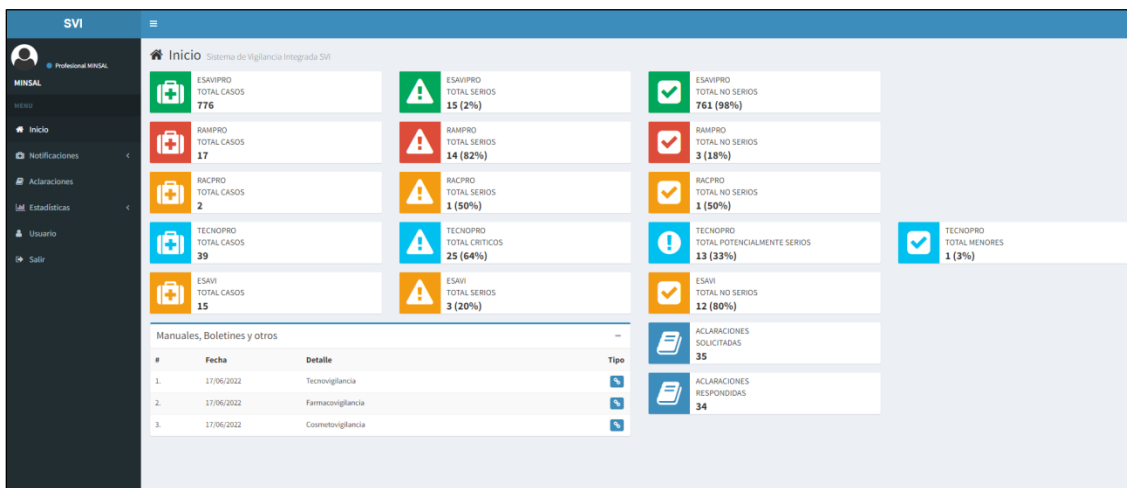 SVI
Profesional MINSAL
MINSAL
MENU
Inicio
Notificaciones
Aclaraciones
Estadísticas
Usuario
Salir
Inicio Sistema de Vigilancia Integrada SVI
ESAVIPRO
TOTAL CASOS
776
ESAVIPRO
TOTAL SERIOS
15 (2%)
ESAVIPRO
TOTAL NO SERIOS
761 (98%)
RAMPRO
TOTAL CASOS
17
RAMPRO
TOTAL SERIOS
14 (82%)
RAMPRO
TOTAL NO SERIOS
3 (18%)
RACPRO
TOTAL CASOS
2
RACPRO
TOTAL SERIOS
1 (50%)
RACPRO
TOTAL NO SERIOS
1 (50%)
TECNOPRO
TOTAL CASOS
39
TECNOPRO
TOTAL CRITICOS
25 (64%)
TECNOPRO
TOTAL POTENCIALMENTE SERIOS
13 (33%)
TECNOPRO
TOTAL MENORES
1 (3%)
ESAVI
TOTAL CASOS
15
ESAVI
TOTAL SERIOS
3 (20%)
ESAVI
TOTAL NO SERIOS
12 (80%)
Manuales, Boletines y otros
# Fecha Detalle Tipo
1. 17/06/2022 Tecnovigilancia
2. 17/06/2022 Farmacovigilancia
3. 17/06/2022 Cosmetovigilancia
ACLARACIONES
SOLICITADAS
35
ACLARACIONES
RESPONDIDAS
34